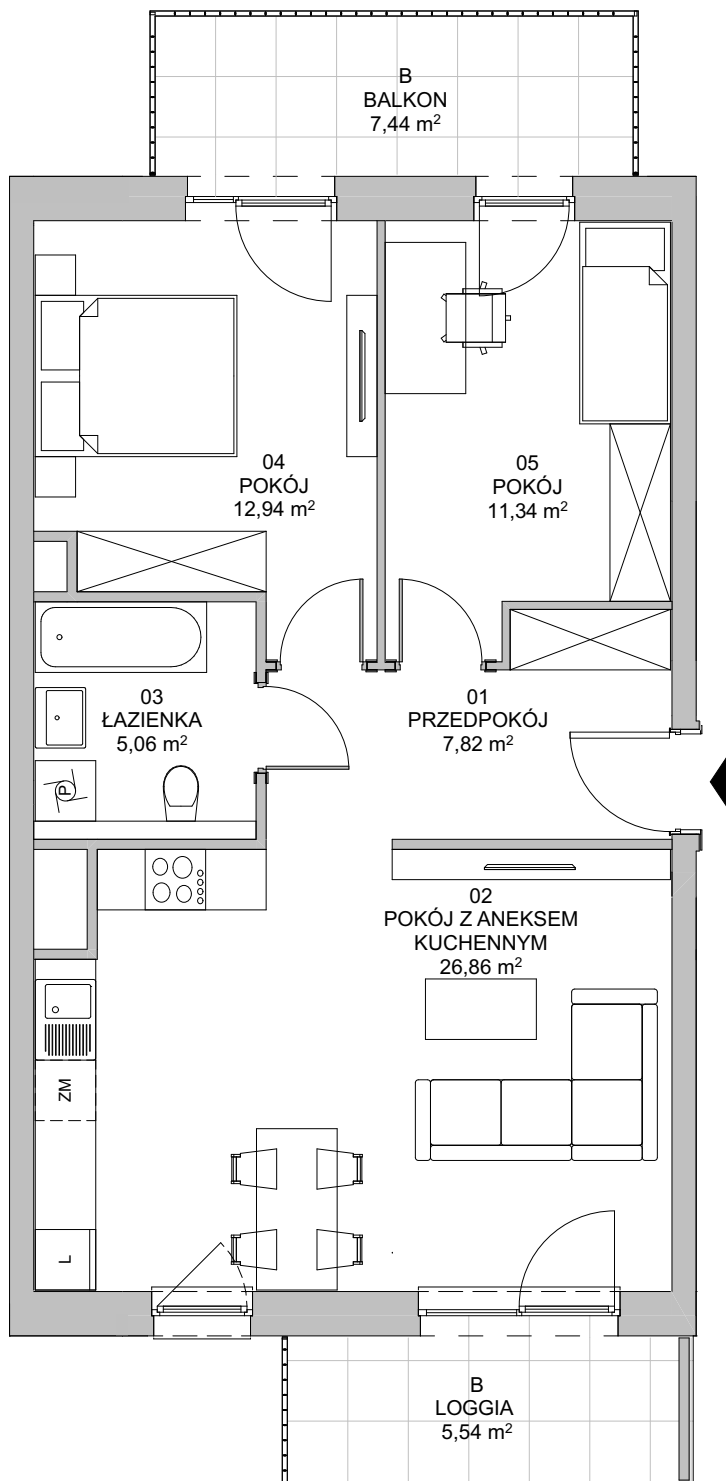 B
BALKON
7,44 m²
04
POKÓJ
12,94 m²
05
POKÓJ
11,34 m²
03
ŁAZIENKA
5,06 m²
01
PRZEDPOKÓJ
7,82 m²
P
02
POKÓJ Z ANEKSEM
KUCHENNYM
26,86 m²
ZM
L
B
LOGGIA
5,54 m²